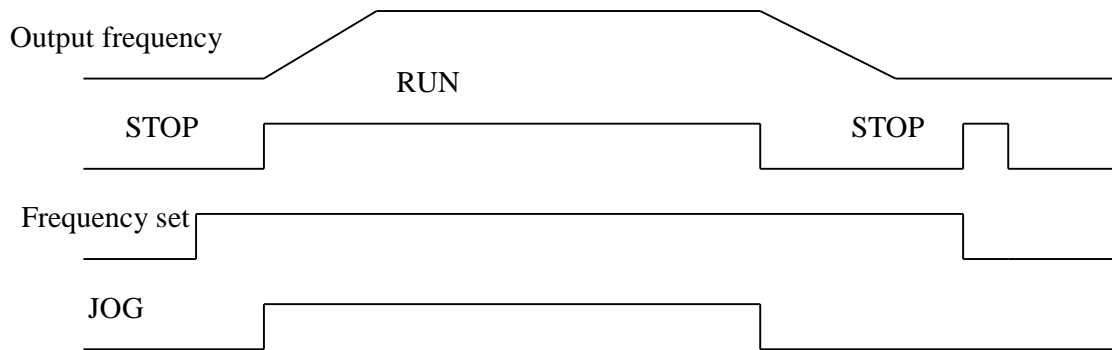 Output frequency
RUN
STOP
STOP
Frequency set
JOG